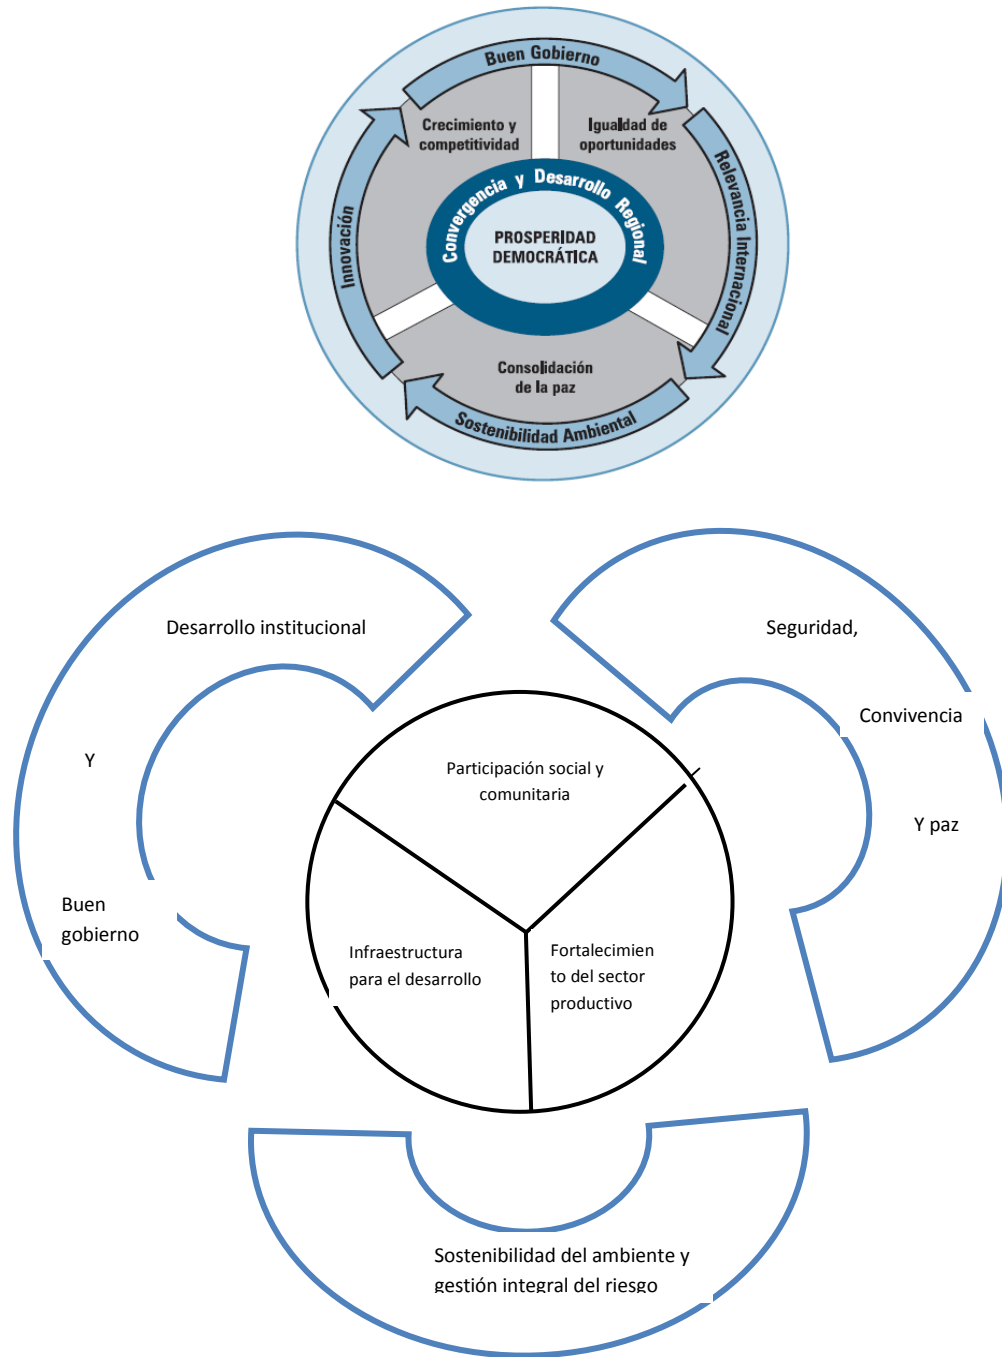 Buen Gobierno
Crecimiento y
competitividad
Igualdad de
oportunidades
Relevancia Internacional
Innovación
Convergencia y Desarrollo Regional
PROSPERIDAD
DEMOCRÁTICA
Consolidación
de la paz
Sostenibilidad Ambiental
Desarrollo institucional
Y
Buen
gobierno
Seguridad,
Convivencia
Y paz
Participación social y
comunitaria
Infraestructura
para el desarrollo
Fortalecimien
to del sector
productivo
Sostenibilidad del ambiente y
gestión integral del riesgo